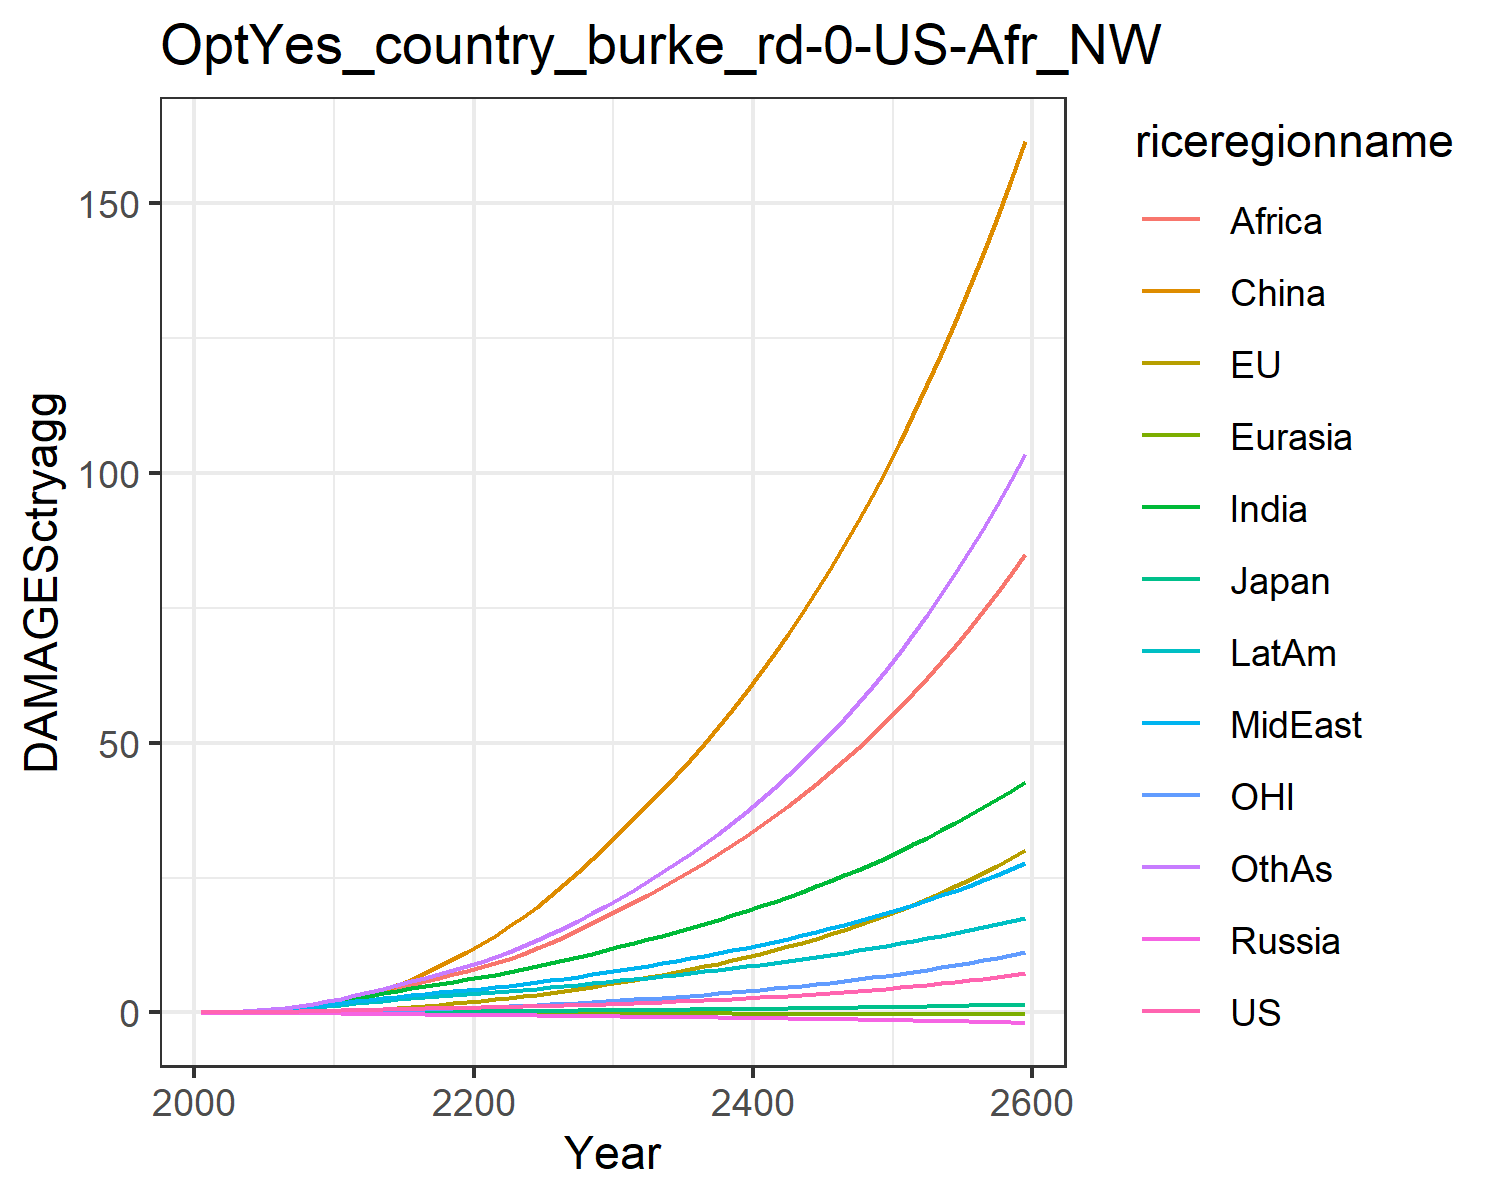 OptYes_country_burke_rd-0-US-Afr_NW
DAMAGESctryagg
150
100
50
0
2000 2200 2400 2600
Year
riceregionname
Africa
China
EU
Eurasia
India
Japan
LatAm
MidEast
OHI
OthAs
Russia
US